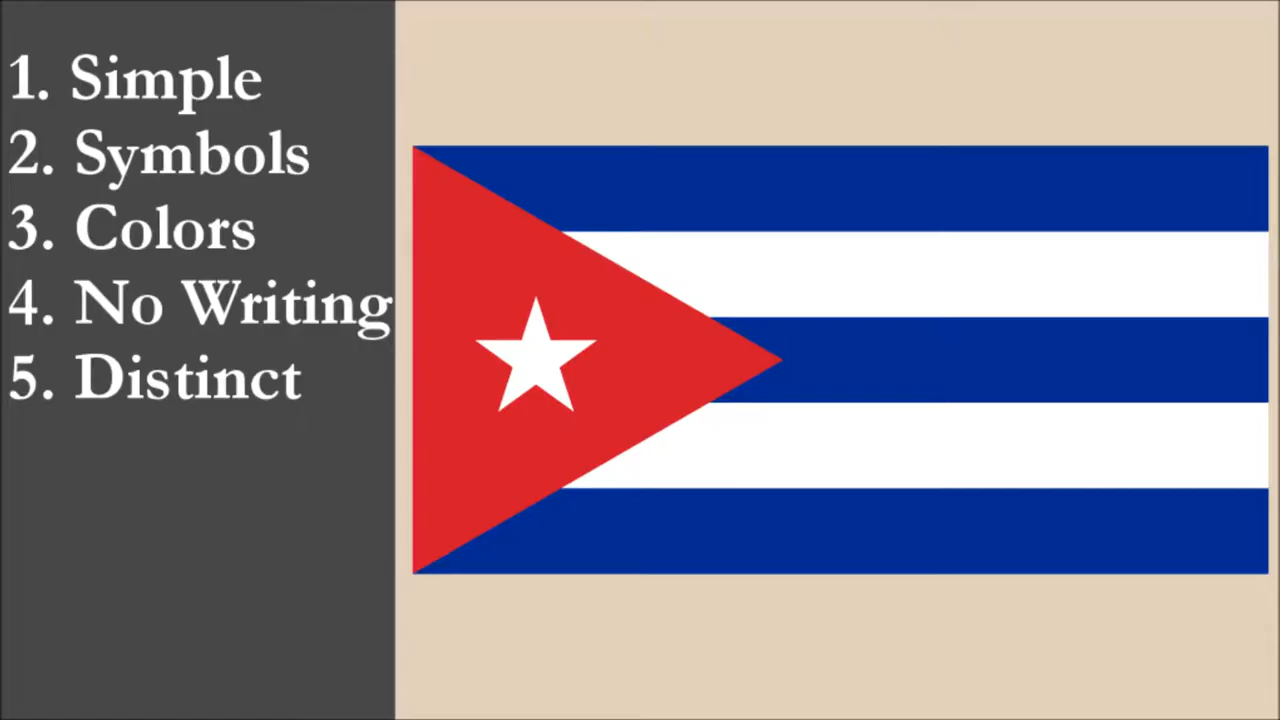 1. Simple
2. Symbols
3. Colors
4. No Writing
5. Distinct